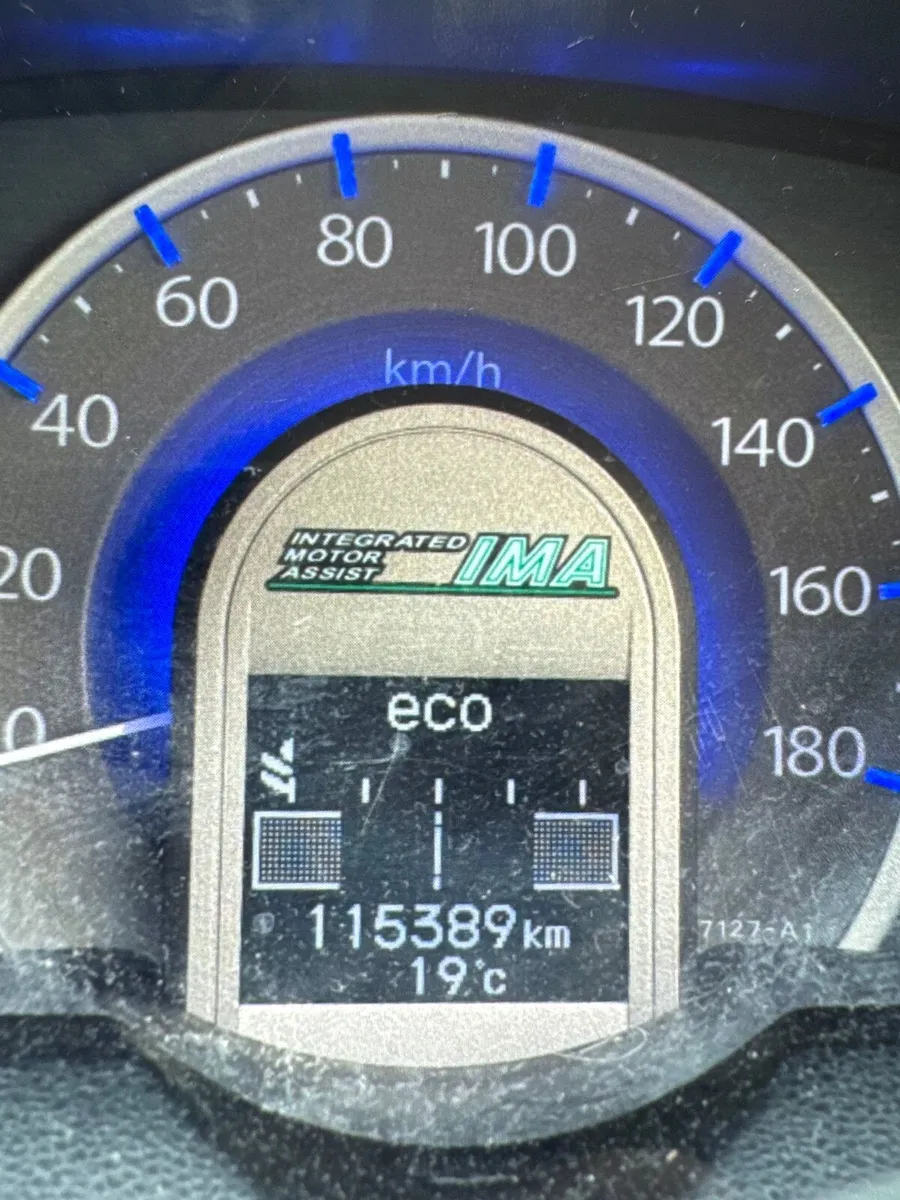 0
20
40
60
80
100
120
140
160
180
km/h
INTEGRATED
MOTOR
ASSIST
IMA
eco
115389km
19°c
7127-A1